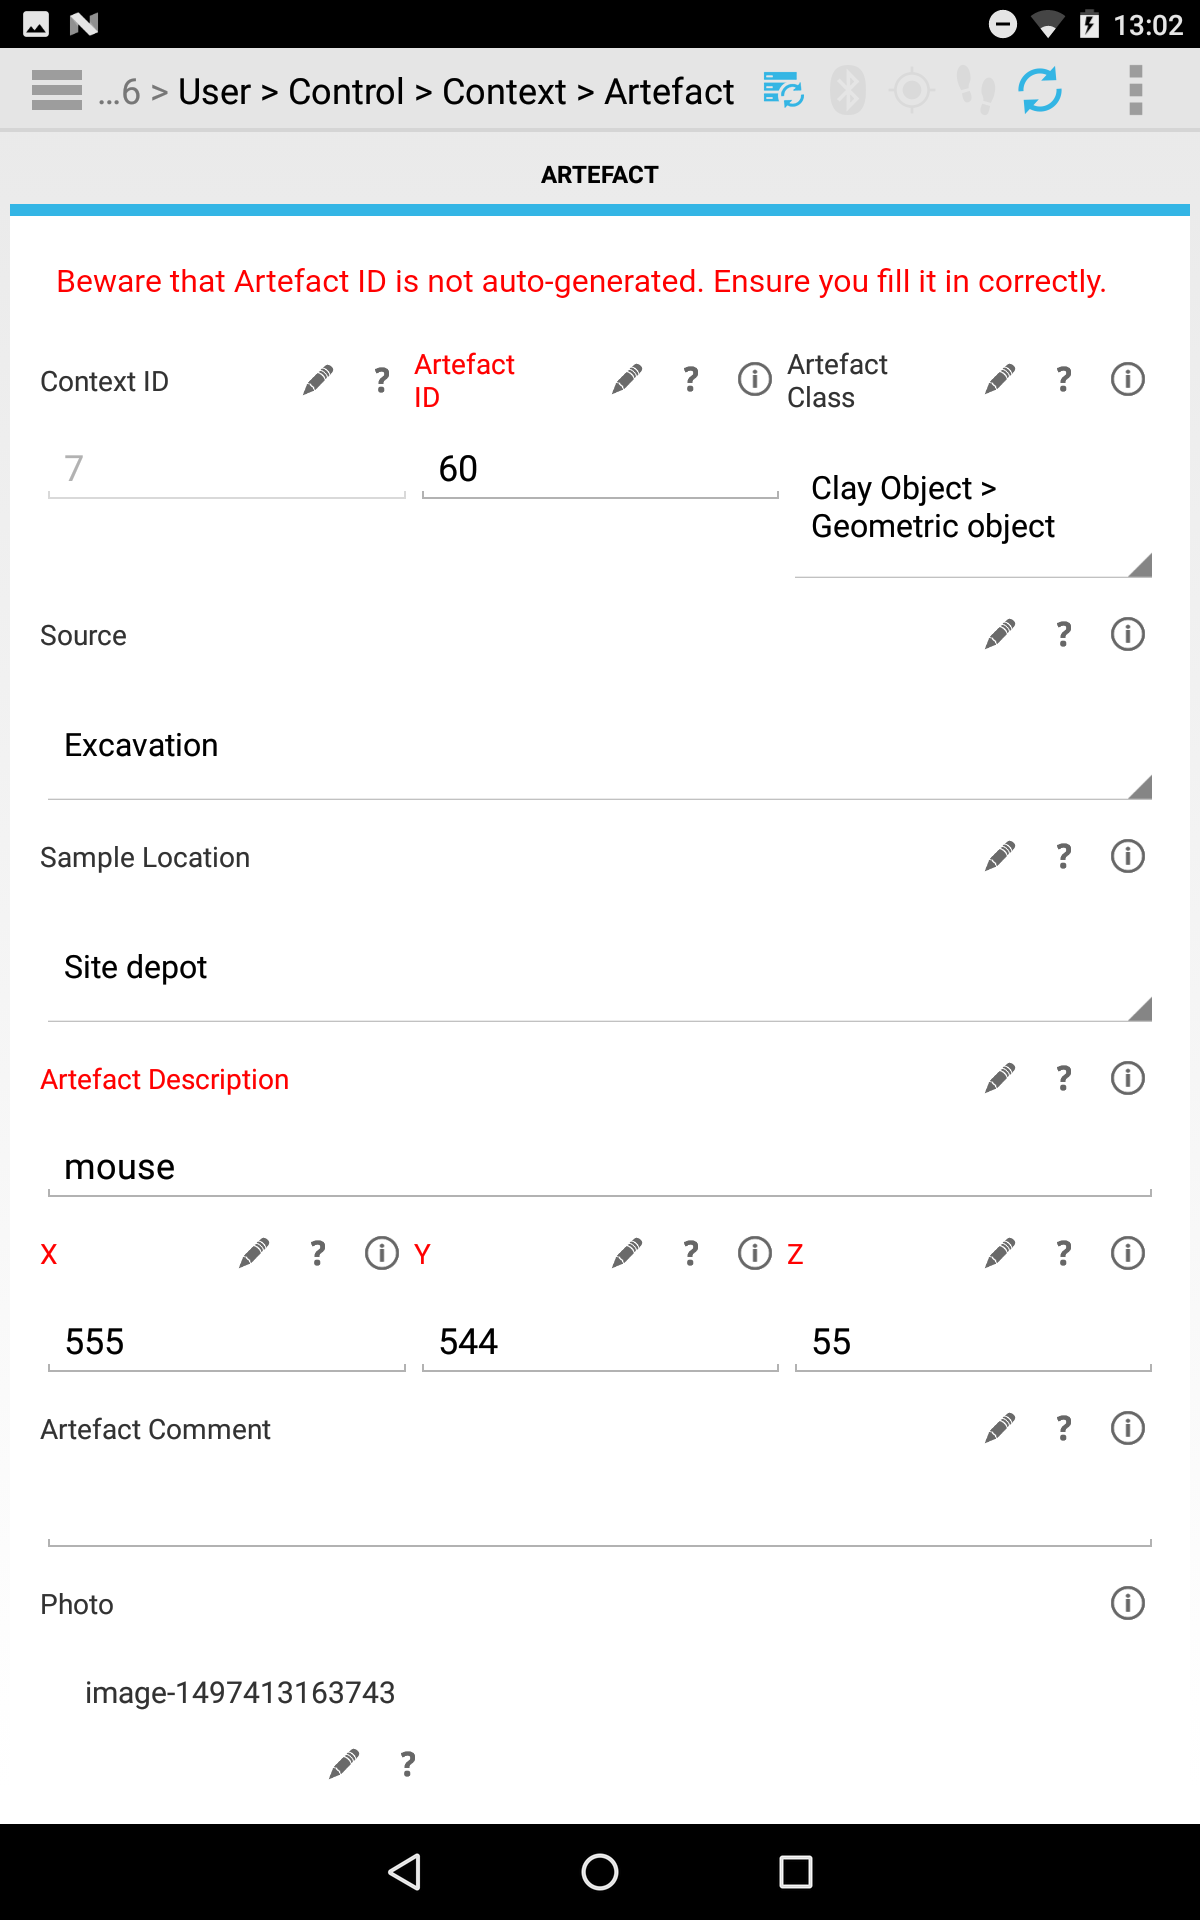 13:02
...6 > User > Control > Context > Artefact
ARTEFACT
Beware that Artefact ID is not auto-generated. Ensure you fill it in correctly.
Context ID ? Artefact ID ? Artefact Class ?
7 60 Clay Object > Geometric object
Source ?
Excavation
Sample Location ?
Site depot
Artefact Description ?
mouse
X ? Y ? Z ?
555 544 55
Artefact Comment ?
Photo
image-1497413163743
?